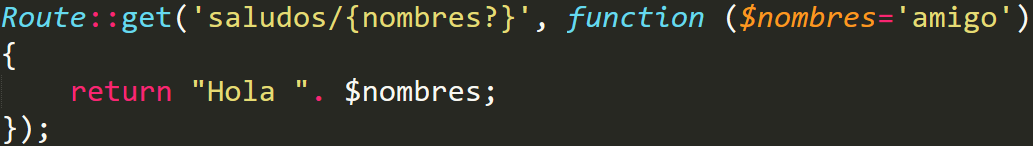 Route::get('saludos/{nombres?}', function ($nombres='amigo')
{
    return "Hola ". $nombres;
});